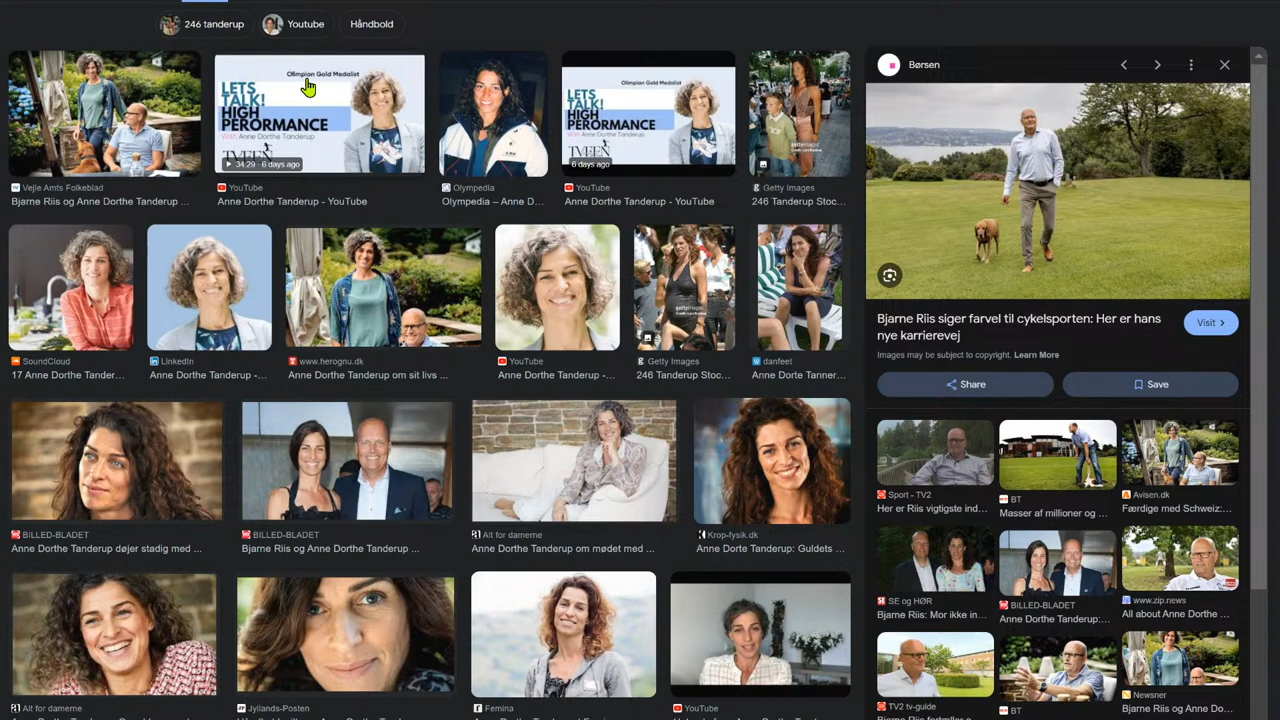 246 tanderup
Youtube
Håndbold
Børsen
Olimpian Gold Medalist
LETS
TALK!
HIGH
PERORMANCE
With Anne Dorthe Tanderup
TVEEN
34:29 · 6 days ago
Olimpian Gold Medalist
LETS
TALK!
HIGH
PERORMANCE
With Anne Dorthe Tanderup
6 days ago
gettyimages
Vejle Amts Folkeblad
Bjarne Riis og Anne Dorthe Tanderup ...
YouTube
Anne Dorthe Tanderup - YouTube
Olympedia
Olympedia – Anne D...
YouTube
Anne Dorthe Tanderup - YouTube
Getty Images
246 Tanderup Stoc...
gettyimages
SoundCloud
17 Anne Dorthe Tander...
LinkedIn
Anne Dorthe Tanderup -...
www.herognu.dk
Anne Dorthe Tanderup om sit livs ...
YouTube
Anne Dorthe Tanderup -...
Getty Images
246 Tanderup Stoc...
danfeet
Anne Dorte Tanner...
BILLED-BLADET
Anne Dorthe Tanderup døjer stadig med ...
BILLED-BLADET
Bjarne Riis og Anne Dorthe Tanderup ...
Alt for damerne
Anne Dorthe Tanderup om mødet med ...
Krop-fysik.dk
Anne Dorte Tanderup: Guldets ...
Alt for damerne
Jyllands-Posten
Femina
YouTube
Bjarne Riis siger farvel til cykelsporten: Her er hans
nye karrierevej
Visit
Images may be subject to copyright. Learn More
Share
Save
Sport - TV2
Her er Riis vigtigste ind...
BT
Masser af millioner og ...
Avisen.dk
Færdige med Schweiz:...
SE og HØR
Bjarne Riis: Mor ikke in...
BILLED-BLADET
Anne Dorthe Tanderup:...
www.zip.news
All about Anne Dorthe ...
TV2 tv-guide
BT
Newsner
Bjarne Riis og Anne Do...